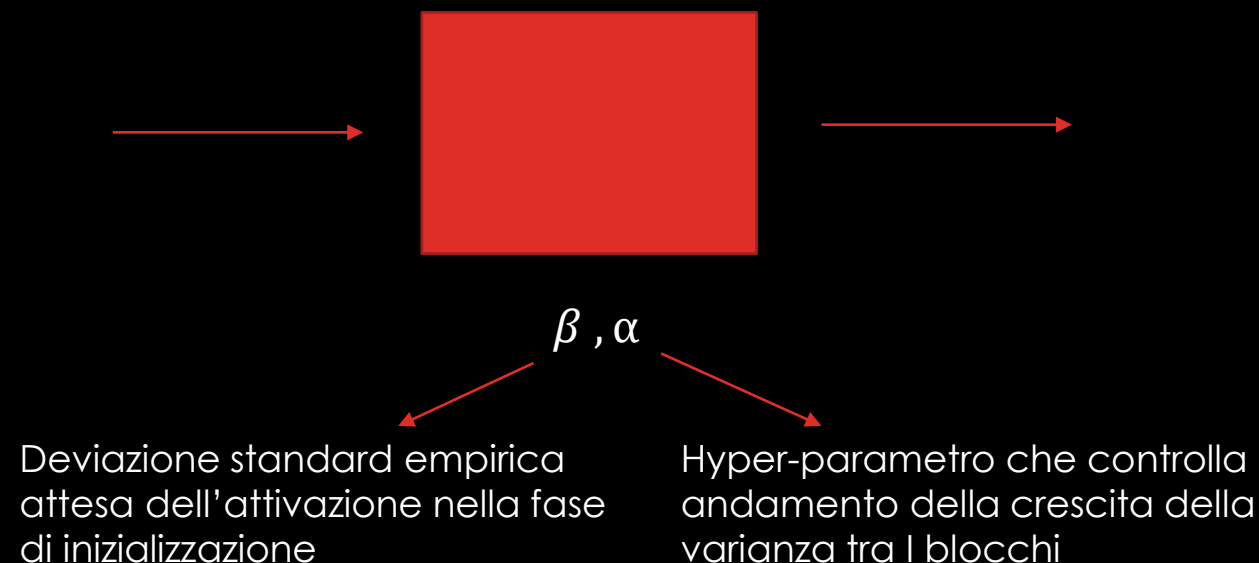 β , α
Deviazione standard empirica
attesa dell'attivazione nella fase
di inizializzazione
Hyper-parametro che controlla
andamento della crescita della
varianza tra I blocchi